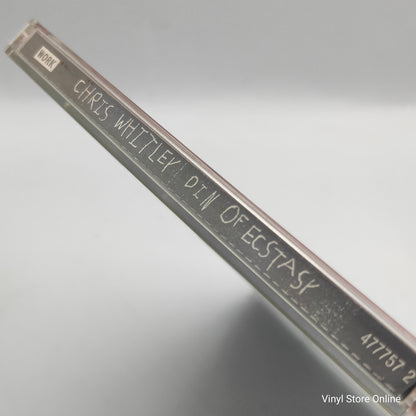 WORK
CHRIS WHITLEY DIN OF ECSTASY
477757 2
Vinyl Store Online